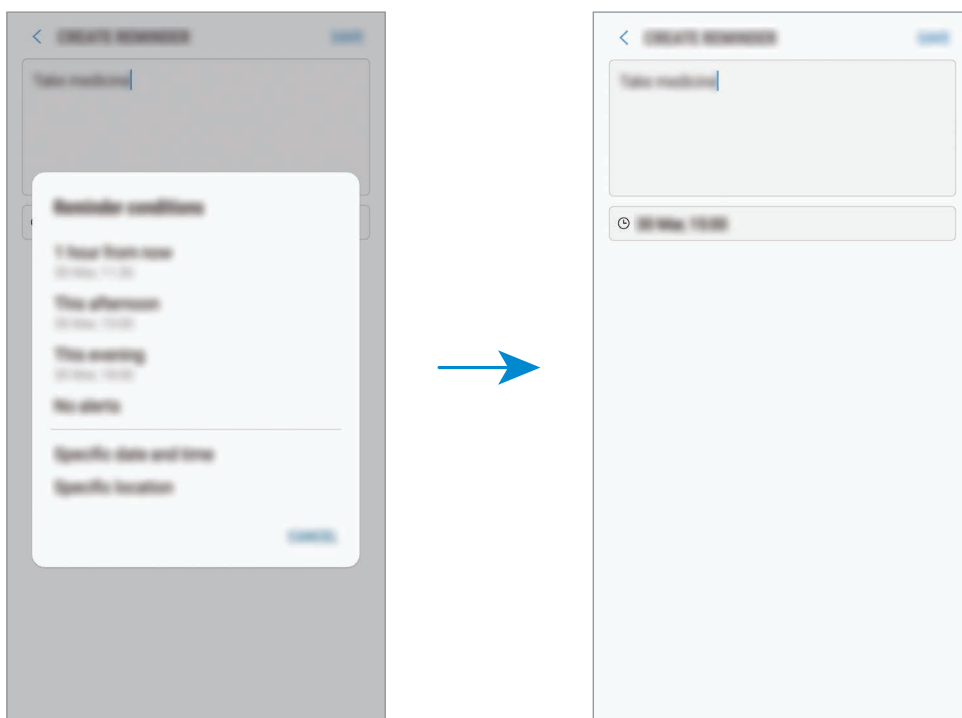 CREATE REMINDER
SAVE
Take medicine
Reminder conditions
1 hour from now
This afternoon
This evening
No alerts
Specific date and time
Specific location
CANCEL
CREATE REMINDER
SAVE
Take medicine